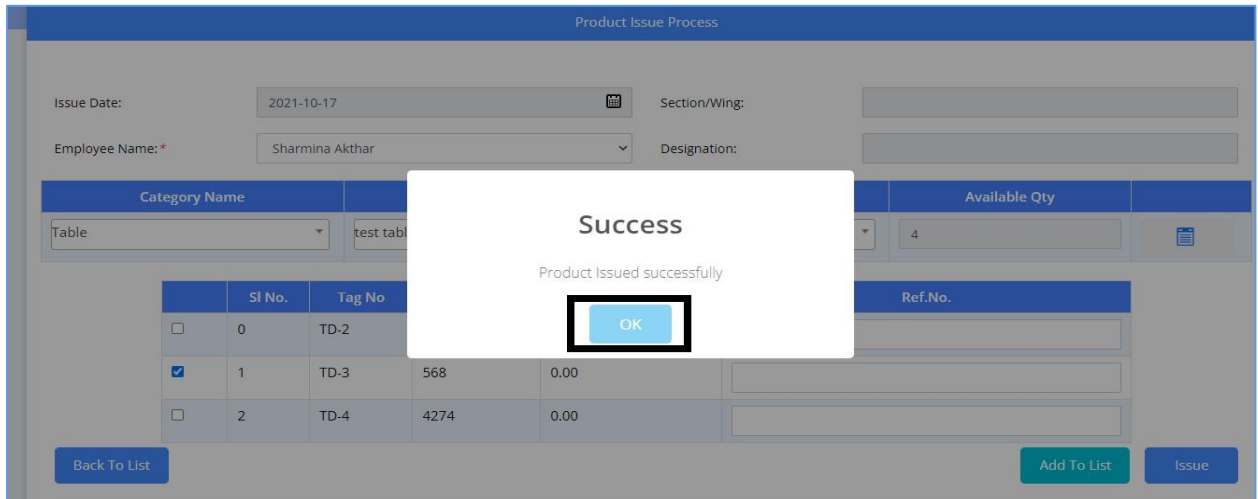 Product Issue Process
Issue Date: 2021-10-17 Section/Wing:
Employee Name:* Sharmina Akthar Designation:
Category Name Available Qty
Table test tabl 4
Success
Product Issued successfully
OK
Sl No. Tag No Ref.No.
0 TD-2
1 TD-3 568 0.00
2 TD-4 4274 0.00
Back To List Add To List Issue